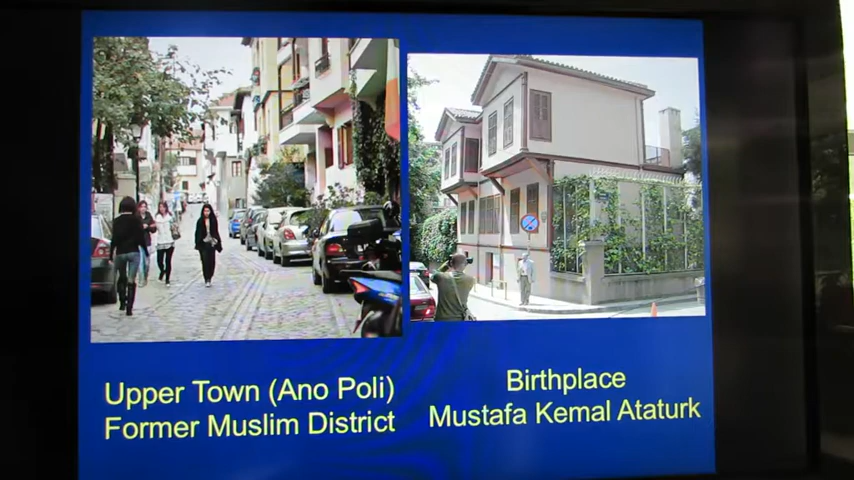 Upper Town (Ano Poli)
Former Muslim District
Birthplace
Mustafa Kemal Ataturk